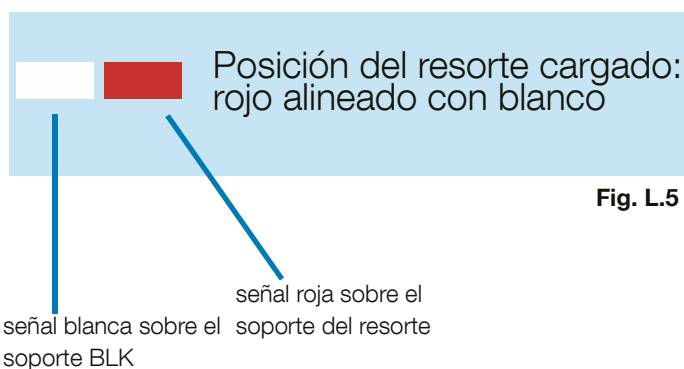 Posición del resorte cargado:
rojo alineado con blanco
Fig. L.5
señal roja sobre el
soporte del resorte
señal blanca sobre el
soporte BLK